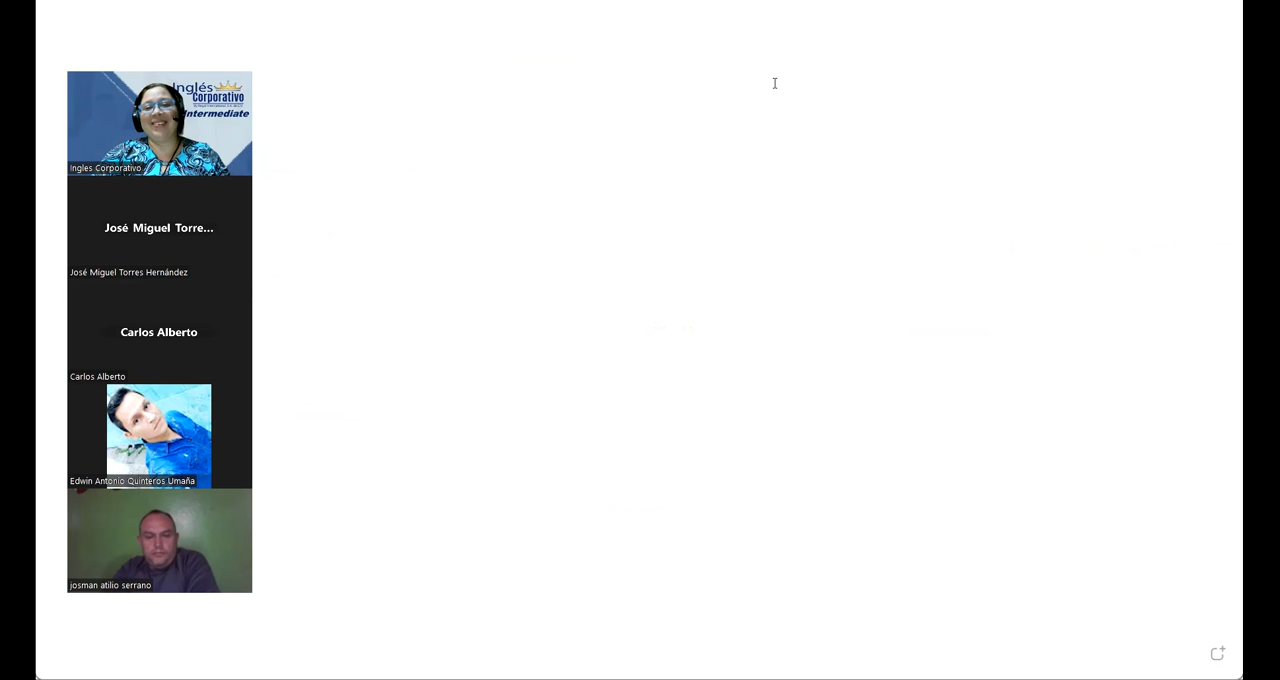 Inglés
Corporativo
Intermediate
Ingles Corporativo
José Miguel Torre...
José Miguel Torres Hernández
Carlos Alberto
Carlos Alberto
Edwin Antonio Quinteros Umaña
josman atilio serrano